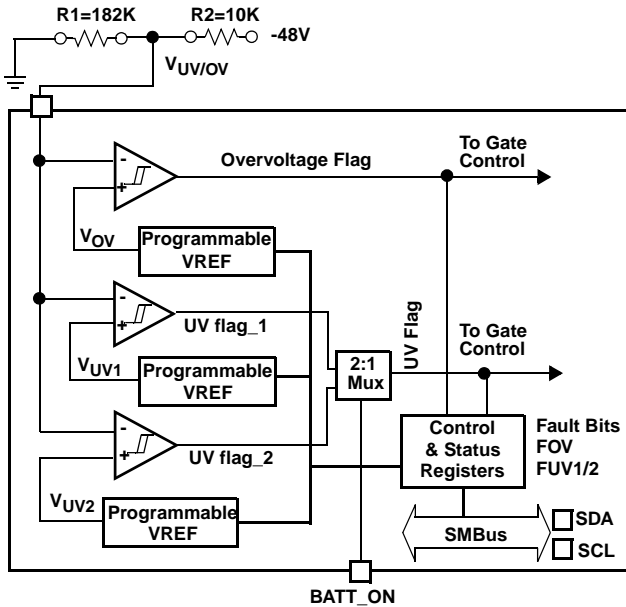 R1=182K
R2=10K
-48V
VUV/OV
-
+
Overvoltage Flag
To Gate
Control
VOV
Programmable
VREF
-
+
UV flag_1
UV Flag
To Gate
Control
VUV1
Programmable
VREF
2:1
Mux
-
+
UV flag_2
Control
& Status
Registers
Fault Bits
FOV
FUV1/2
VUV2
Programmable
VREF
SMBus
SDA
SCL
BATT_ON